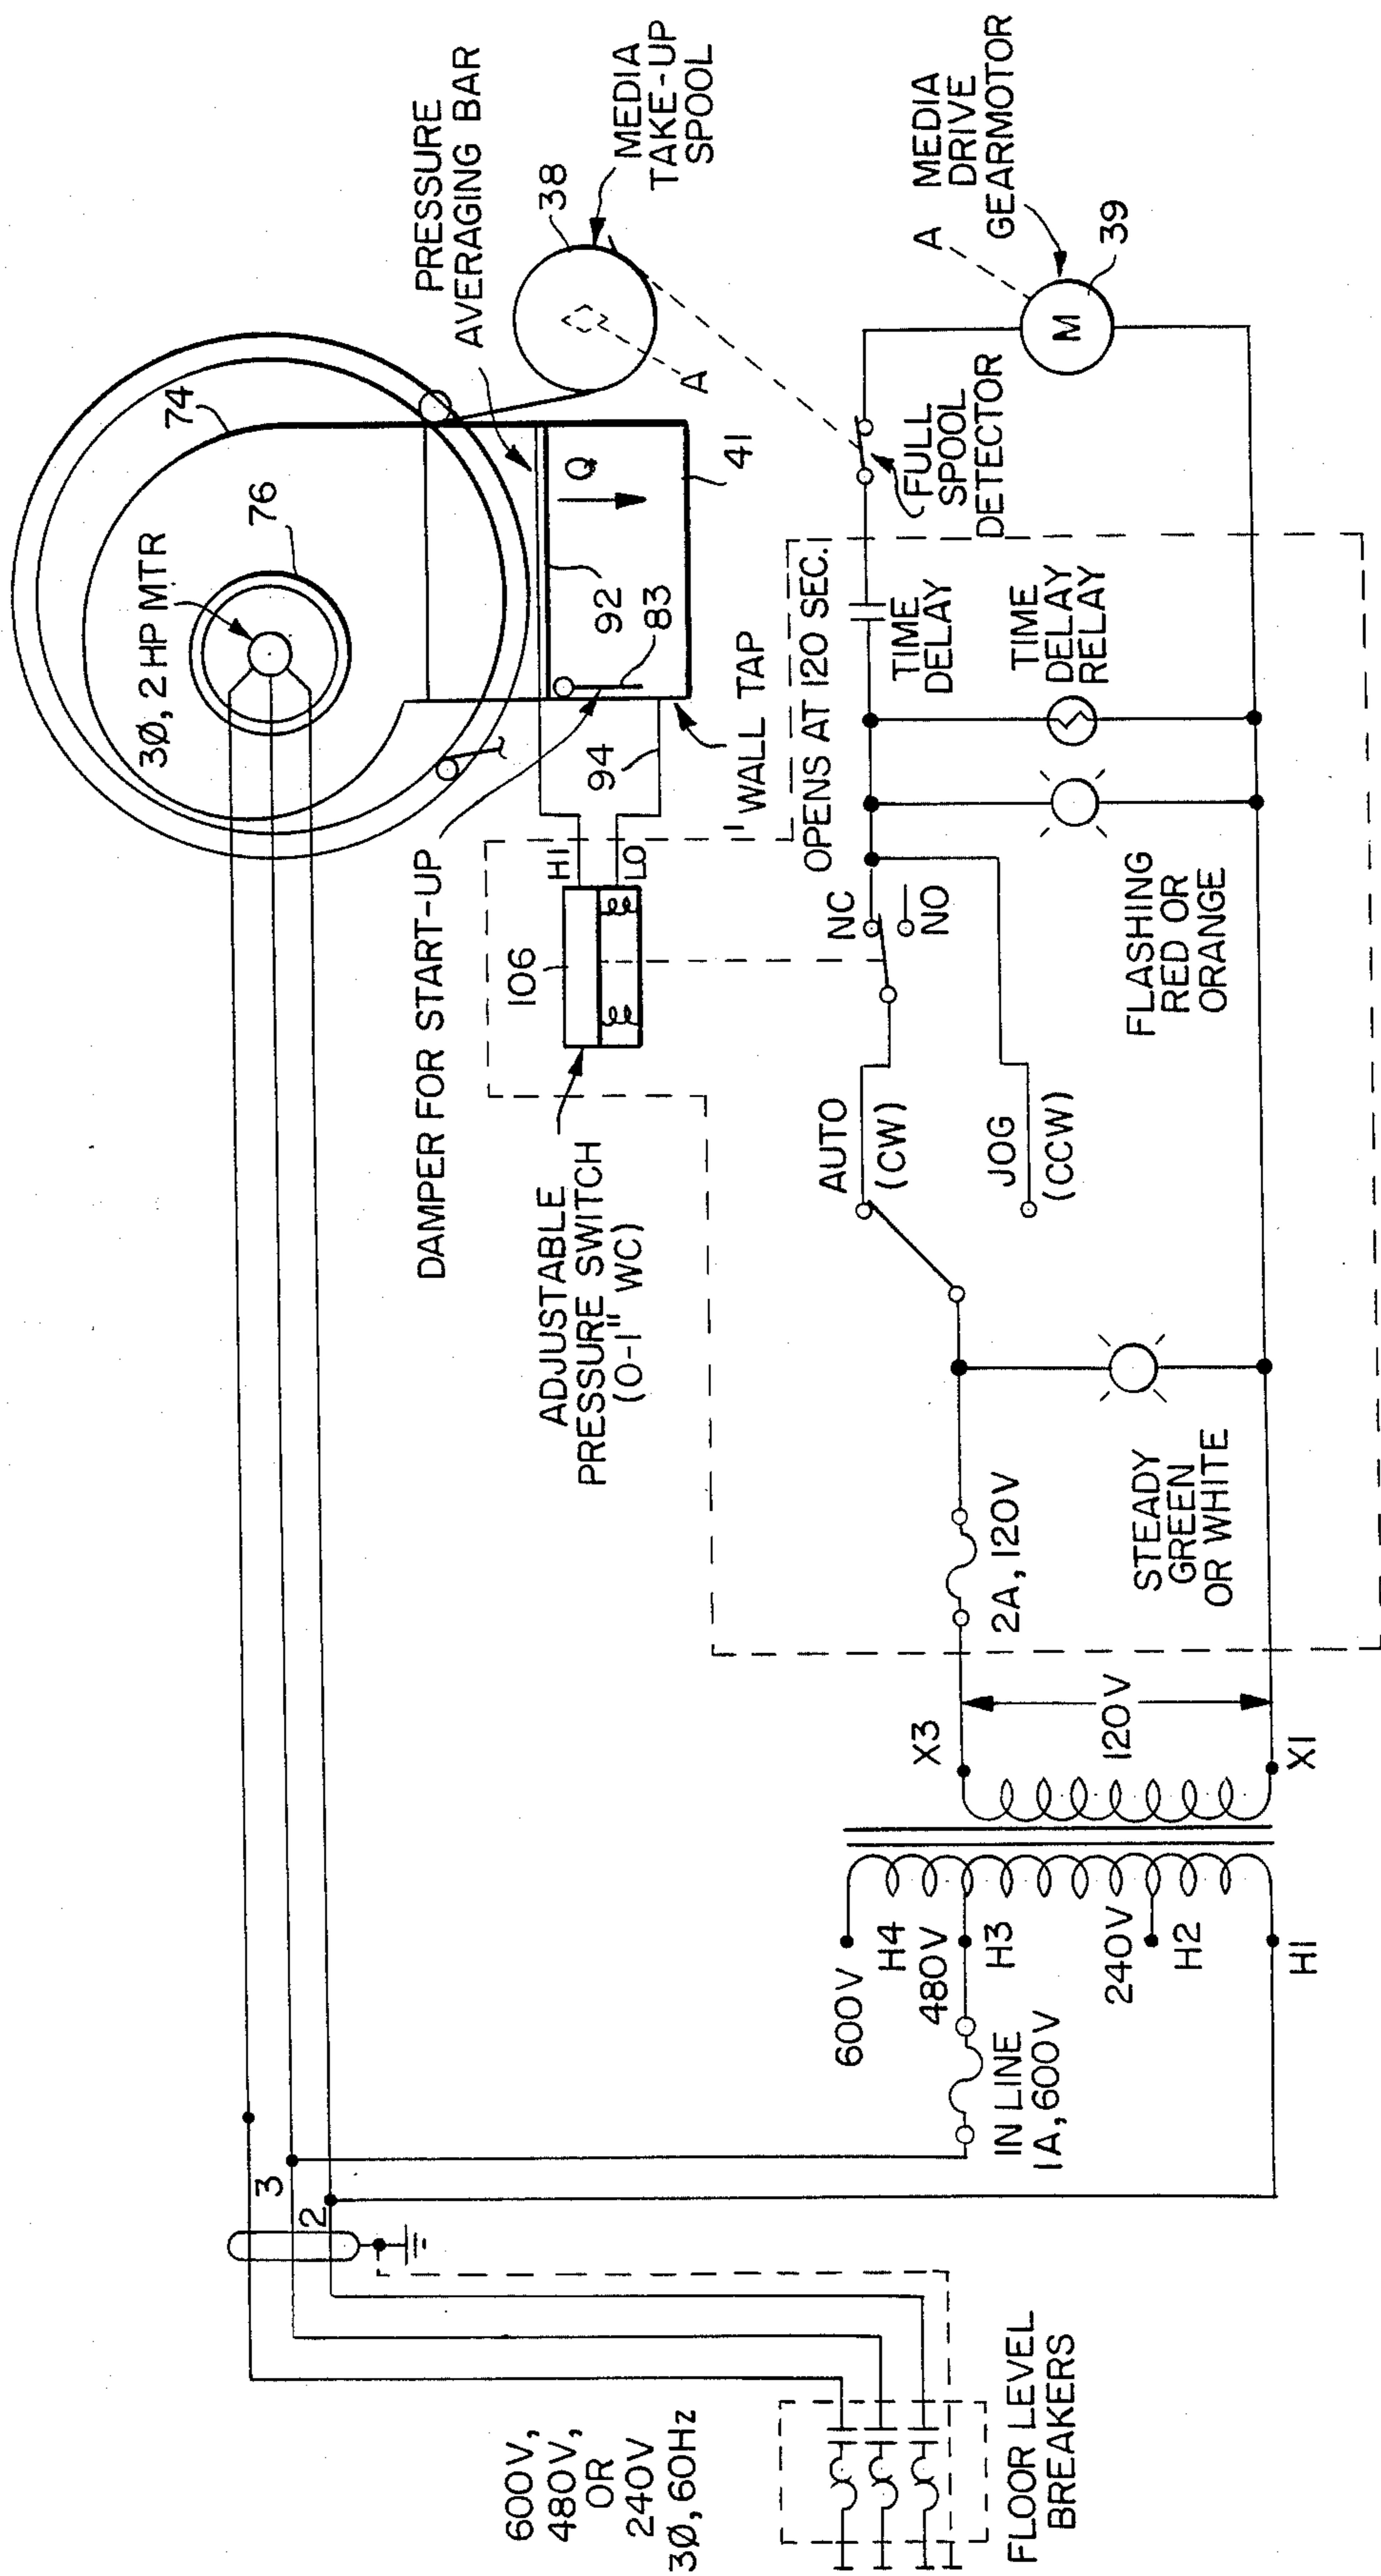 3Ø, 2 HP MTR
74
76
PRESSURE
AVERAGING BAR
38
MEDIA
TAKE-UP
SPOOL
A
Q
92
83
41
94
WALL TAP
DAMPER FOR START-UP
HI
LO
106
ADJUSTABLE
PRESSURE SWITCH
(0-1" WC)
A
MEDIA
DRIVE
GEARMOTOR
39
M
FULL
SPOOL
DETECTOR
OPENS AT 120 SEC.
TIME
DELAY
TIME
DELAY
RELAY
NC
NO
FLASHING
RED OR
ORANGE
AUTO
(CW)
JOG
(CCW)
STEADY
GREEN
OR WHITE
2A, 120V
X3
120V
X1
600V
H4
480V
H3
240V
H2
H1
IN LINE
1A, 600V
3
2
600V,
480V,
OR
240V
3Ø, 60Hz
FLOOR LEVEL
BREAKERS